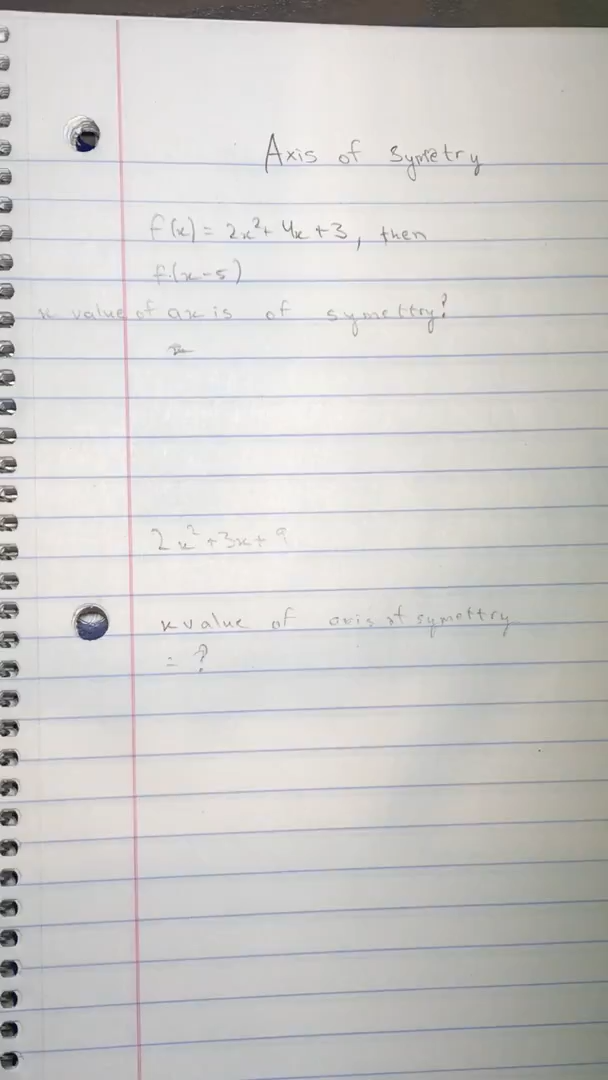 Axis of Symetry
f(x) = 2x²+ 4x +3, then
f(x-5)
x value of axis of symettry?
2x²+3x+9
x value of axis of symettry
= ?